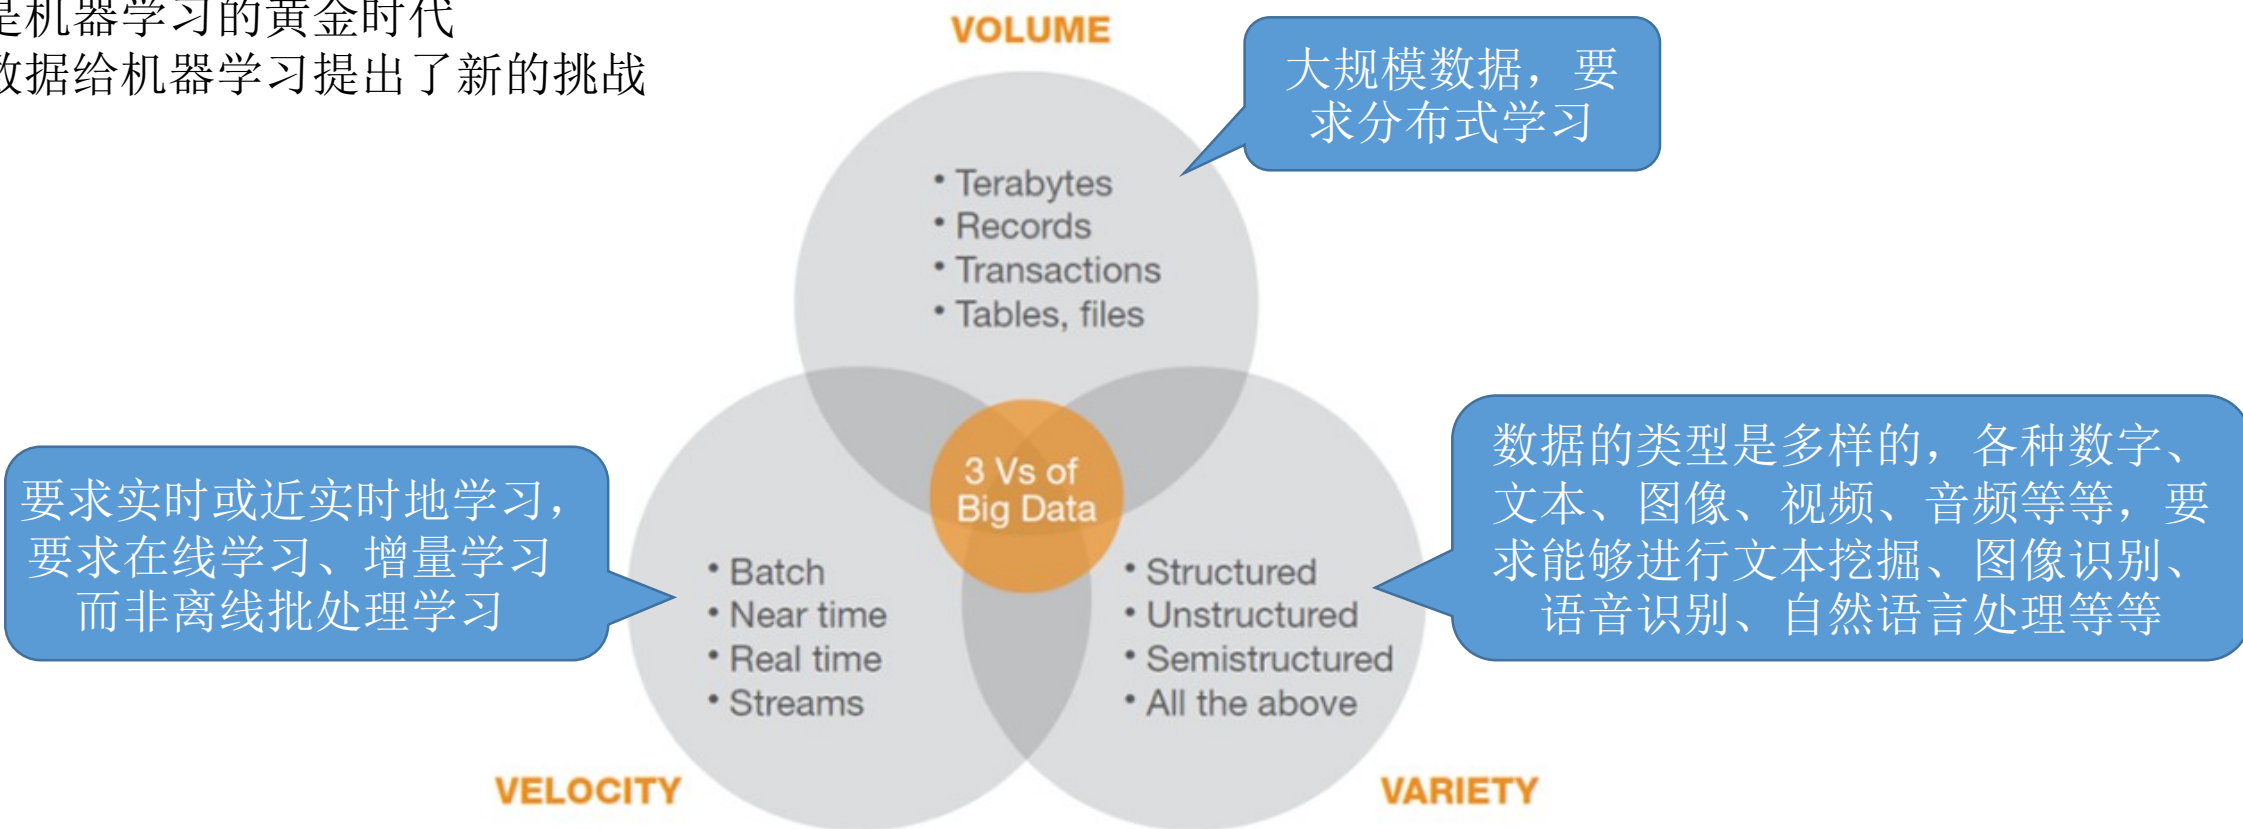 是机器学习的黄金时代
数据给机器学习提出了新的挑战
VOLUME
大规模数据，要
求分布式学习
• Terabytes
• Records
• Transactions
• Tables, files
3 Vs of
Big Data
要求实时或近实时地学习，
要求在线学习、增量学习
而非离线批处理学习
• Batch
• Near time
• Real time
• Streams
VELOCITY
数据的类型是多样的，各种数字、
文本、图像、视频、音频等等，要
求能够进行文本挖掘、图像识别、
语音识别、自然语言处理等等
• Structured
• Unstructured
• Semistructured
• All the above
VARIETY